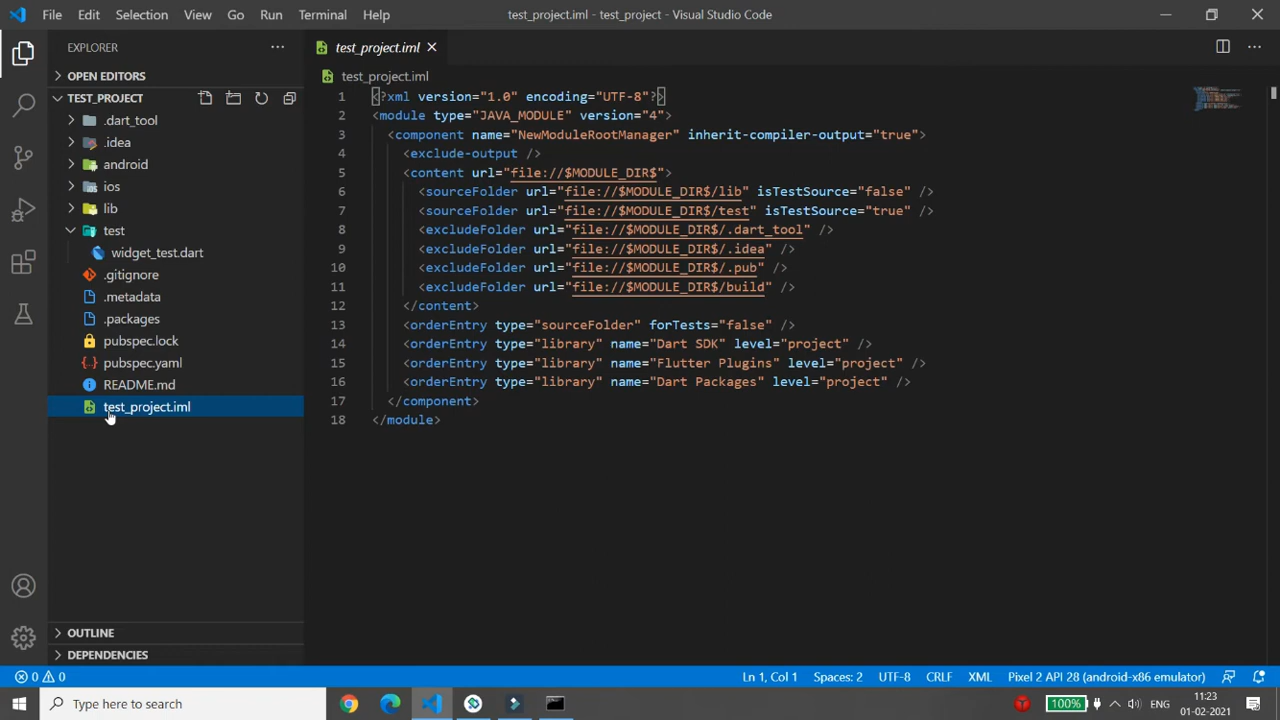 File Edit Selection View Go Run Terminal Help
test_project.iml - test_project - Visual Studio Code
EXPLORER
OPEN EDITORS
TEST_PROJECT
.dart_tool
.idea
android
ios
lib
test
widget_test.dart
.gitignore
.metadata
.packages
pubspec.lock
pubspec.yaml
README.md
test_project.iml
OUTLINE
DEPENDENCIES
test_project.iml
test_project.iml
1 <?xml version="1.0" encoding="UTF-8"?>
2 <module type="JAVA_MODULE" version="4">
3 <component name="NewModuleRootManager" inherit-compiler-output="true">
4 <exclude-output />
5 <content url="file://$MODULE_DIR$">
6 <sourceFolder url="file://$MODULE_DIR$/lib" isTestSource="false" />
7 <sourceFolder url="file://$MODULE_DIR$/test" isTestSource="true" />
8 <excludeFolder url="file://$MODULE_DIR$/.dart_tool" />
9 <excludeFolder url="file://$MODULE_DIR$/.idea" />
10 <excludeFolder url="file://$MODULE_DIR$/.pub" />
11 <excludeFolder url="file://$MODULE_DIR$/build" />
12 </content>
13 <orderEntry type="sourceFolder" forTests="false" />
14 <orderEntry type="library" name="Dart SDK" level="project" />
15 <orderEntry type="library" name="Flutter Plugins" level="project" />
16 <orderEntry type="library" name="Dart Packages" level="project" />
17 </component>
18 </module>
0 0 Ln 1, Col 1 Spaces: 2 UTF-8 CRLF XML Pixel 2 API 28 (android-x86 emulator)
Type here to search
100% ENG
11:23
01-02-2021